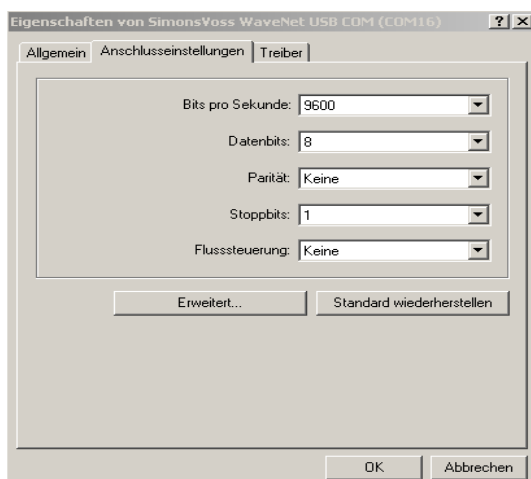 Eigenschaften von SimonsVoss WaveNet USB COM (COM16)
Allgemein Anschlusseinstellungen Treiber
Bits pro Sekunde: 9600
Datenbits: 8
Parität: Keine
Stoppbits: 1
Flusssteuerung: Keine
Erweitert... Standard wiederherstellen
OK Abbrechen